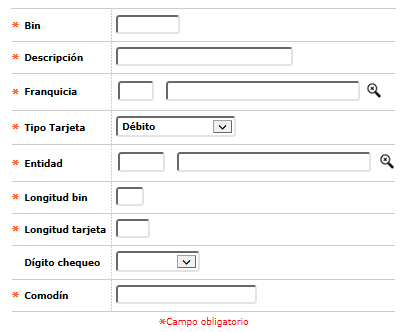 * Bin
* Descripción
* Franquicia
* Tipo Tarjeta Débito
* Entidad
* Longitud bin
* Longitud tarjeta
Dígito chequeo
* Comodín
*Campo obligatorio